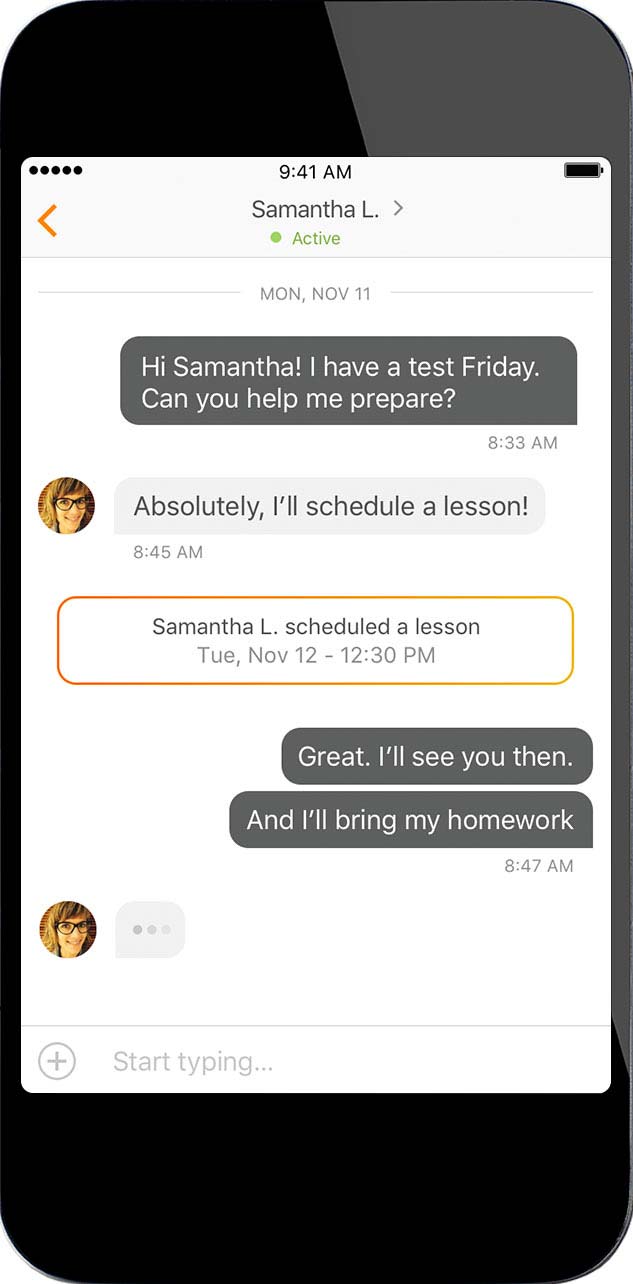 9:41 AM
Samantha L.
Active
MON, NOV 11
Hi Samantha! I have a test Friday.
Can you help me prepare?
8:33 AM
Absolutely, I’ll schedule a lesson!
8:45 AM
Samantha L. scheduled a lesson
Tue, Nov 12 - 12:30 PM
Great. I’ll see you then.
And I’ll bring my homework
8:47 AM
Start typing...